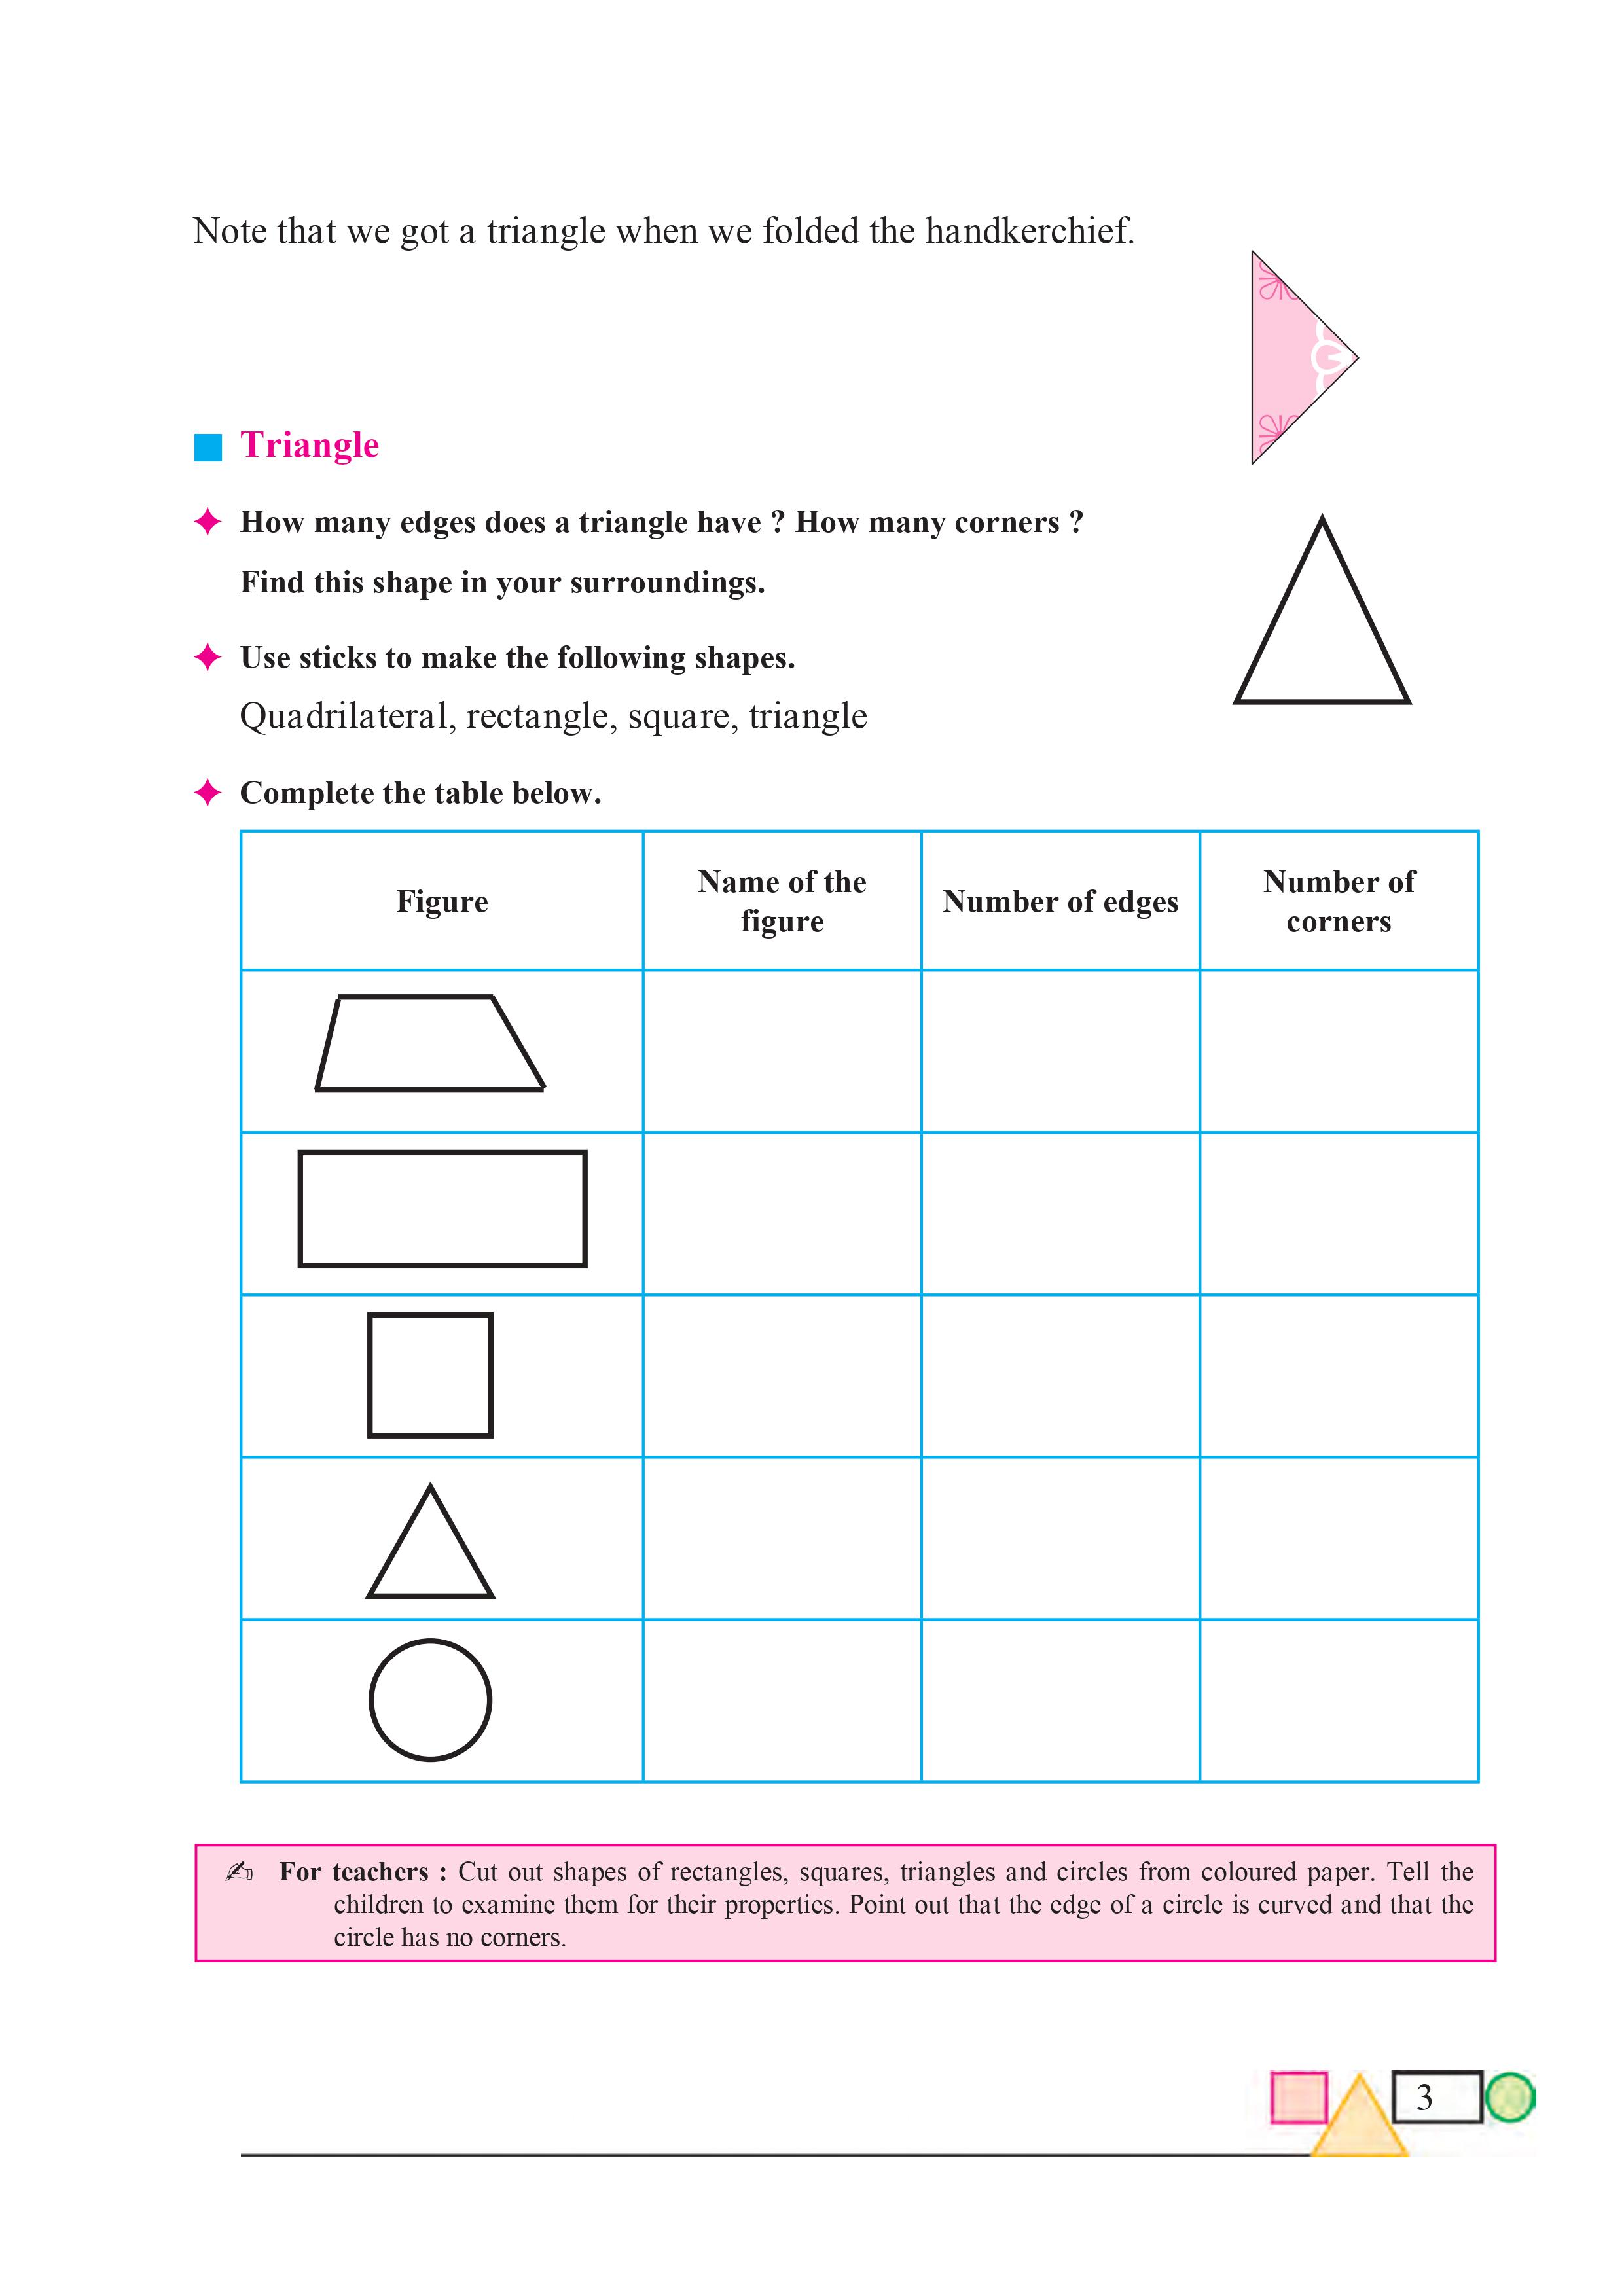 Note that we got a triangle when we folded the handkerchief.
Triangle
How many edges does a triangle have ? How many corners ?
Find this shape in your surroundings.
Use sticks to make the following shapes.
Quadrilateral, rectangle, square, triangle
Complete the table below.
Figure
Name of the
figure
Number of edges
Number of
corners
For teachers : Cut out shapes of rectangles, squares, triangles and circles from coloured paper. Tell the
children to examine them for their properties. Point out that the edge of a circle is curved and that the
circle has no corners.
3